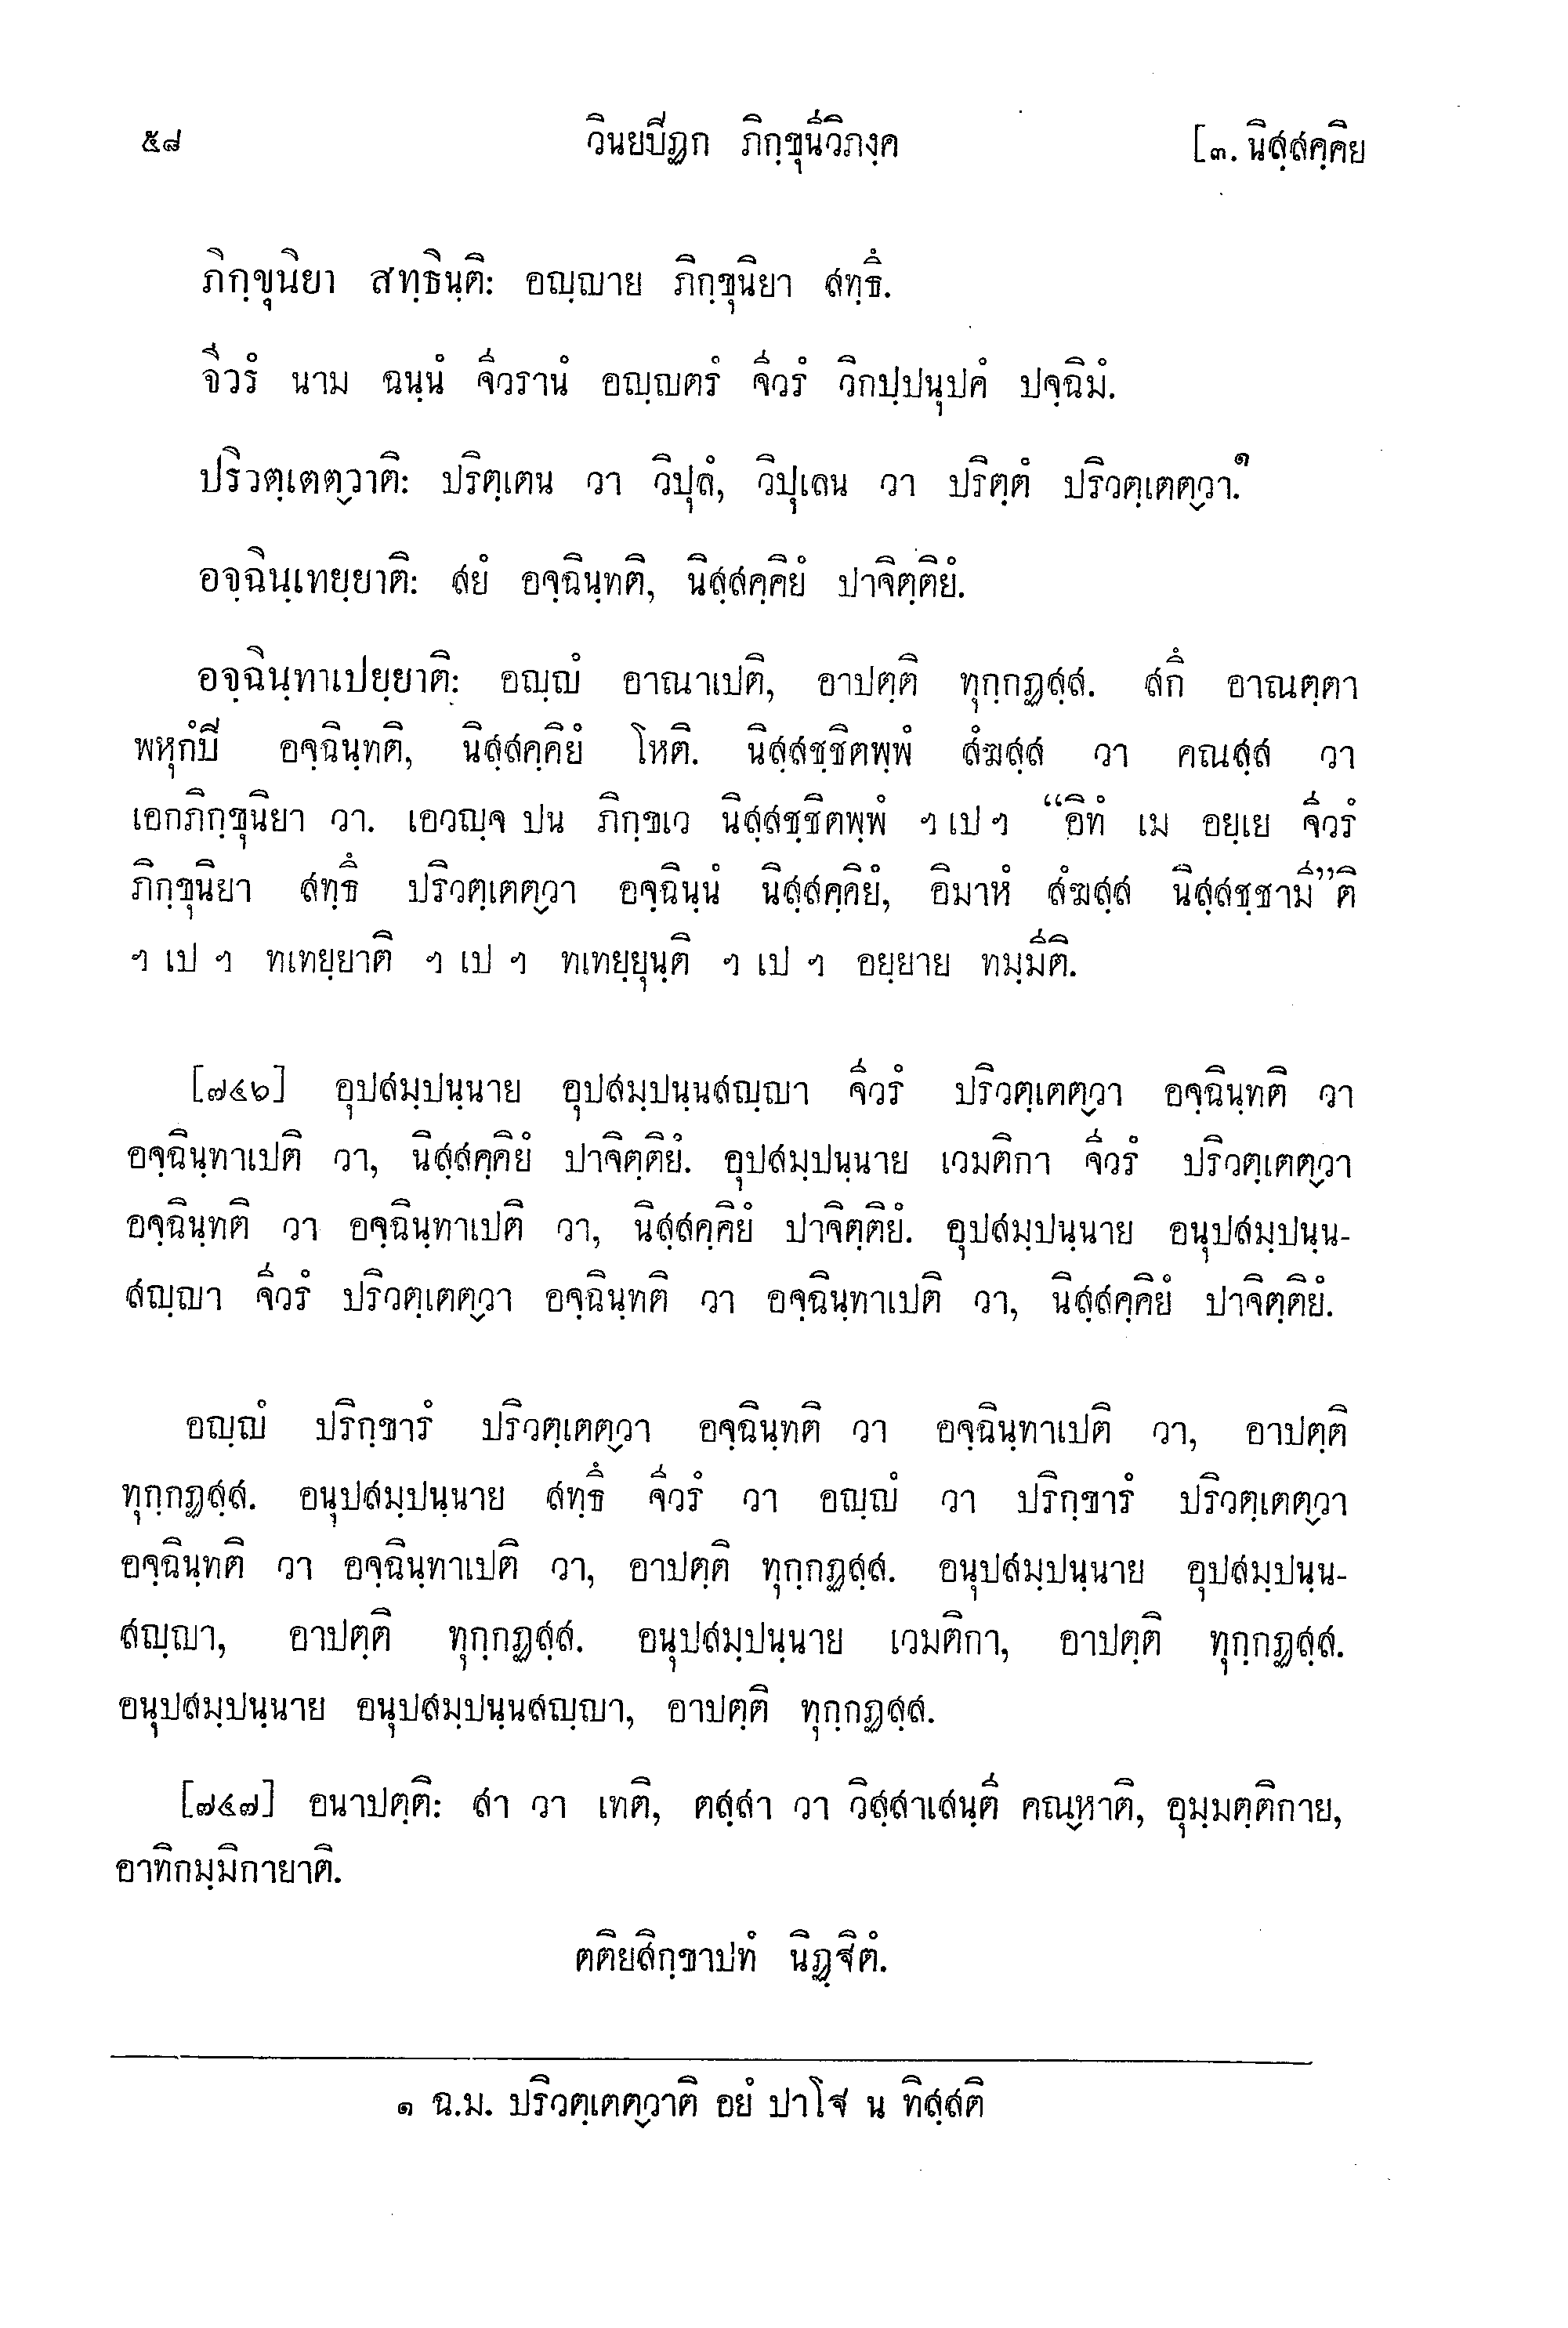 ๕๘ วินยปิฏก ภิกฺขุนีวิภงฺค [๓. นิสฺสคฺคิย
ภิกฺขุนิยา สทฺธินฺติ: อญฺญาย ภิกฺขุนิยา สทฺธึ.
จีวรํ นาม ฉนฺนํ จีวรานํ อญฺญตรํ จีวรํ วิกปฺปนุปคํ ปจฺฉิมํ.
ปริวตฺเตตฺวาติ: ปริตฺเตน วา วิปุลํ, วิปุเลน วา ปริตฺตํ ปริวตฺเตตฺวา.๑
อจฺฉินฺเทยฺยาติ: สยํ อจฺฉินฺทติ, นิสฺสคฺคิยํ ปาจิตฺติยํ.
อจฺฉินฺทาเปยฺยาติ: อญฺญํ อาณาเปติ, อาปตฺติ ทุกฺกฏสฺส. สกึ อาณตฺตา
พหุกํปิ อจฺฉินฺทติ, นิสฺสคฺคิยํ โหติ. นิสฺสชฺชิตพฺพํ สํฆสฺส วา คณสฺส วา
เอกภิกฺขุนิยา วา. เอวญฺจ ปน ภิกฺขเว นิสฺสชฺชิตพฺพํ ฯ เป ฯ “อิทํ เม อยฺเย จีวรํ
ภิกฺขุนิยา สทฺธึ ปริวตฺเตตฺวา อจฺฉินฺนํ นิสฺสคฺคิยํ, อิมาหํ สํฆสฺส นิสฺสชฺชามี”ติ
ฯ เป ฯ ทเทยฺยาติ ฯ เป ฯ ทเทยฺยุนฺติ ฯ เป ฯ อยฺยาย ทมฺมีติ.
[๗๔๖] อุปสมฺปนฺนาย อุปสมฺปนฺนสญฺญา จีวรํ ปริวตฺเตตฺวา อจฺฉินฺทติ วา
อจฺฉินฺทาเปติ วา, นิสฺสคฺคิยํ ปาจิตฺติยํ. อุปสมฺปนฺนาย เวมติกา จีวรํ ปริวตฺเตตฺวา
อจฺฉินฺทติ วา อจฺฉินฺทาเปติ วา, นิสฺสคฺคิยํ ปาจิตฺติยํ. อุปสมฺปนฺนาย อนุปสมฺปนฺน-
สญฺญา จีวรํ ปริวตฺเตตฺวา อจฺฉินฺทติ วา อจฺฉินฺทาเปติ วา, นิสฺสคฺคิยํ ปาจิตฺติยํ.
อญฺญํ ปริกฺขารํ ปริวตฺเตตฺวา อจฺฉินฺทติ วา อจฺฉินฺทาเปติ วา, อาปตฺติ
ทุกฺกฏสฺส. อนุปสมฺปนฺนาย สทฺธึ จีวรํ วา อญฺญํ วา ปริกฺขารํ ปริวตฺเตตฺวา
อจฺฉินฺทติ วา อจฺฉินฺทาเปติ วา, อาปตฺติ ทุกฺกฏสฺส. อนุปสมฺปนฺนาย อุปสมฺปนฺน-
สญฺญา, อาปตฺติ ทุกฺกฏสฺส. อนุปสมฺปนฺนาย เวมติกา, อาปตฺติ ทุกฺกฏสฺส.
อนุปสมฺปนฺนาย อนุปสมฺปนฺนสญฺญา, อาปตฺติ ทุกฺกฏสฺส.
[๗๔๗] อนาปตฺติ: สา วา เทติ, ตสฺสา วา วิสฺสาเสนฺตี คณฺหาติ, อุมฺมตฺติกาย,
อาทิกมฺมิกายาติ.
ตติยสิกฺขาปทํ นิฏฺฐิตํ.
๑ ฉ.ม. ปริวตฺเตตฺวาติ อยํ ปาโฐ น ทิสฺสติ